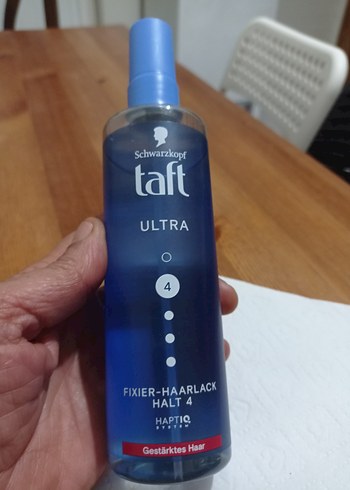 Schwarzkopf
taft
ULTRA
4
FIXIER-HAARLACK
HALT 4
HAPTIQ
SYSTEM
Gestärktes Haar